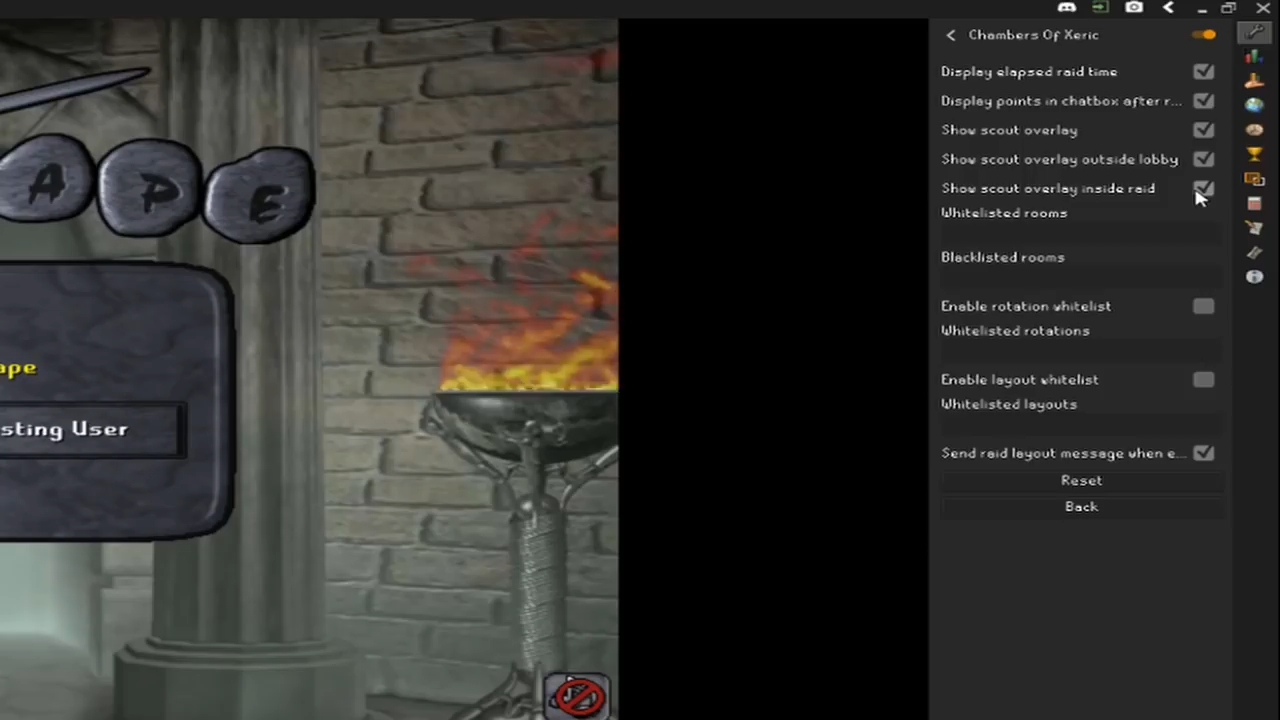 Chambers Of Xeric
Display elapsed raid time
Display points in chatbox after r...
Show scout overlay
Show scout overlay outside lobby
Show scout overlay inside raid
Whitelisted rooms
Blacklisted rooms
Enable rotation whitelist
Whitelisted rotations
Enable layout whitelist
Whitelisted layouts
Send raid layout message when e...
Reset
Back
APE
ape
sting User